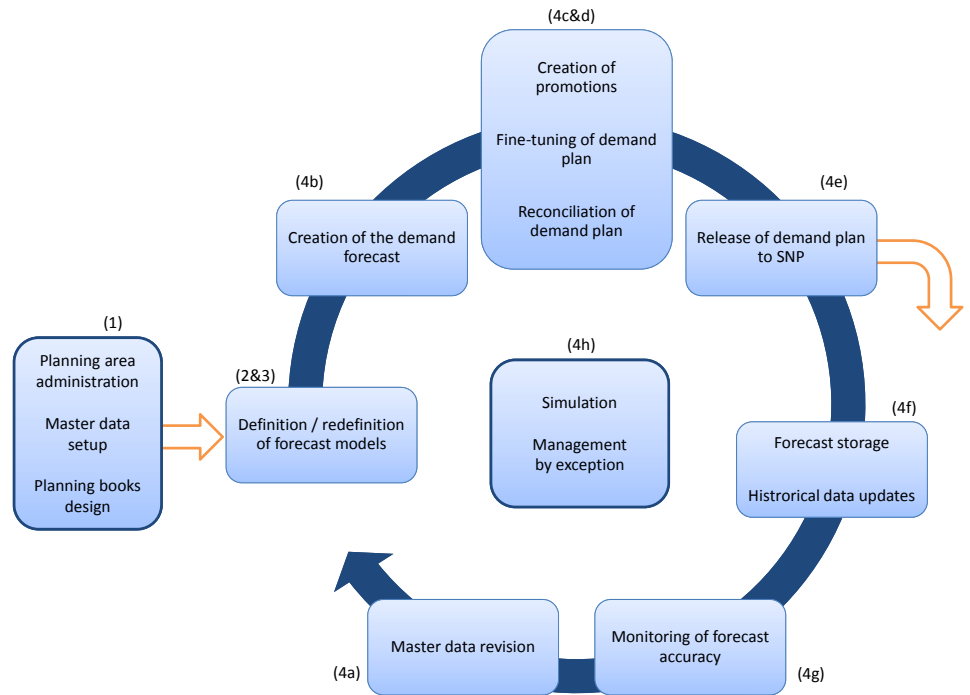 (4c&d)
Creation of
promotions
Fine-tuning of demand
plan
Reconciliation of
demand plan
(4b)
Creation of the demand
forecast
(4e)
Release of demand plan
to SNP
(1)
Planning area
administration
Master data
setup
Planning books
design
(2&3)
Definition / redefinition
of forecast models
(4h)
Simulation
Management
by exception
(4f)
Forecast storage
Histrorical data updates
Master data revision
(4a)
Monitoring of forecast
accuracy
(4g)